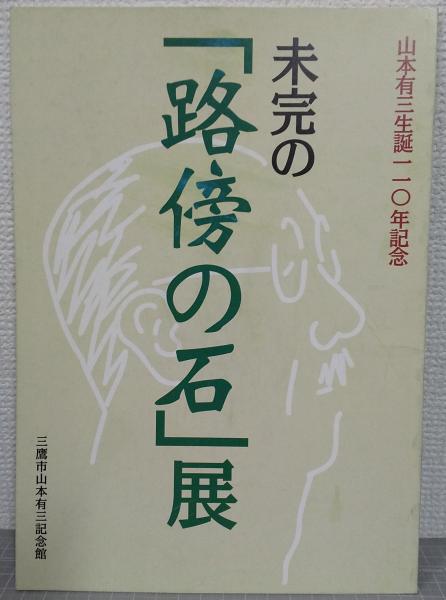 山本有三生誕一一〇年記念
未完の
「路傍の石」展
三鷹市山本有三記念館